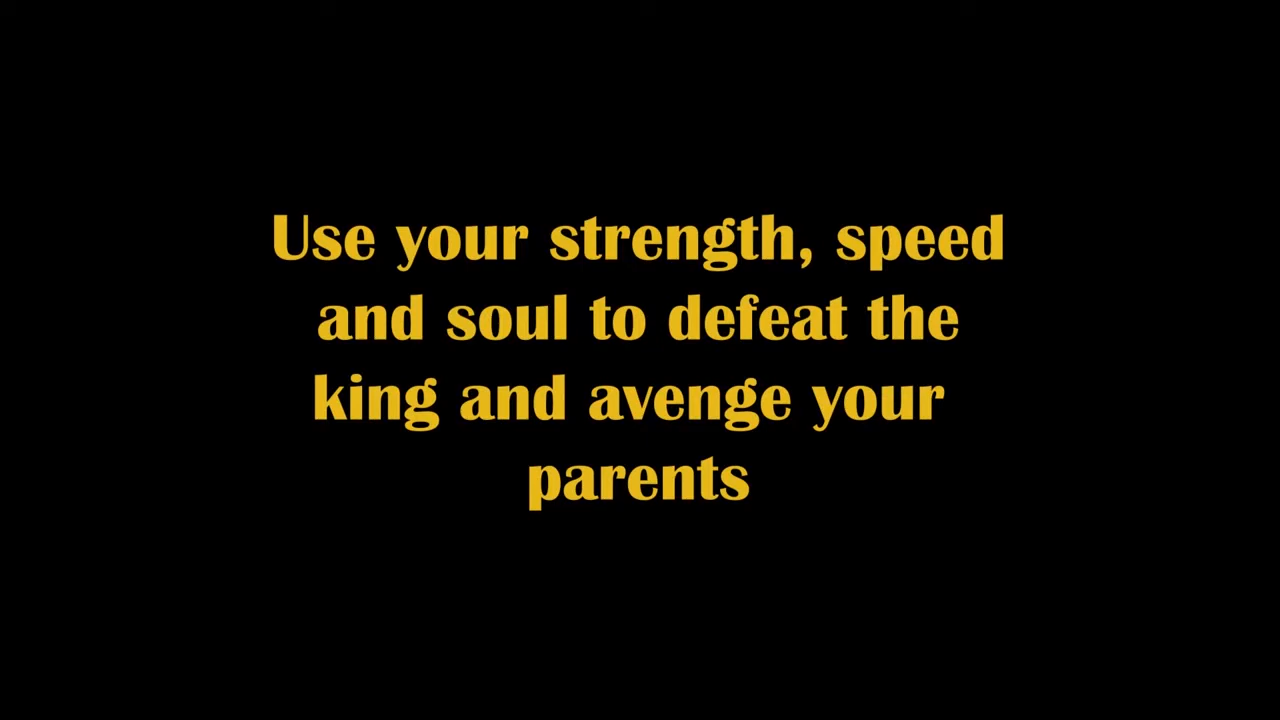 Use your strength, speed
and soul to defeat the
king and avenge your
parents